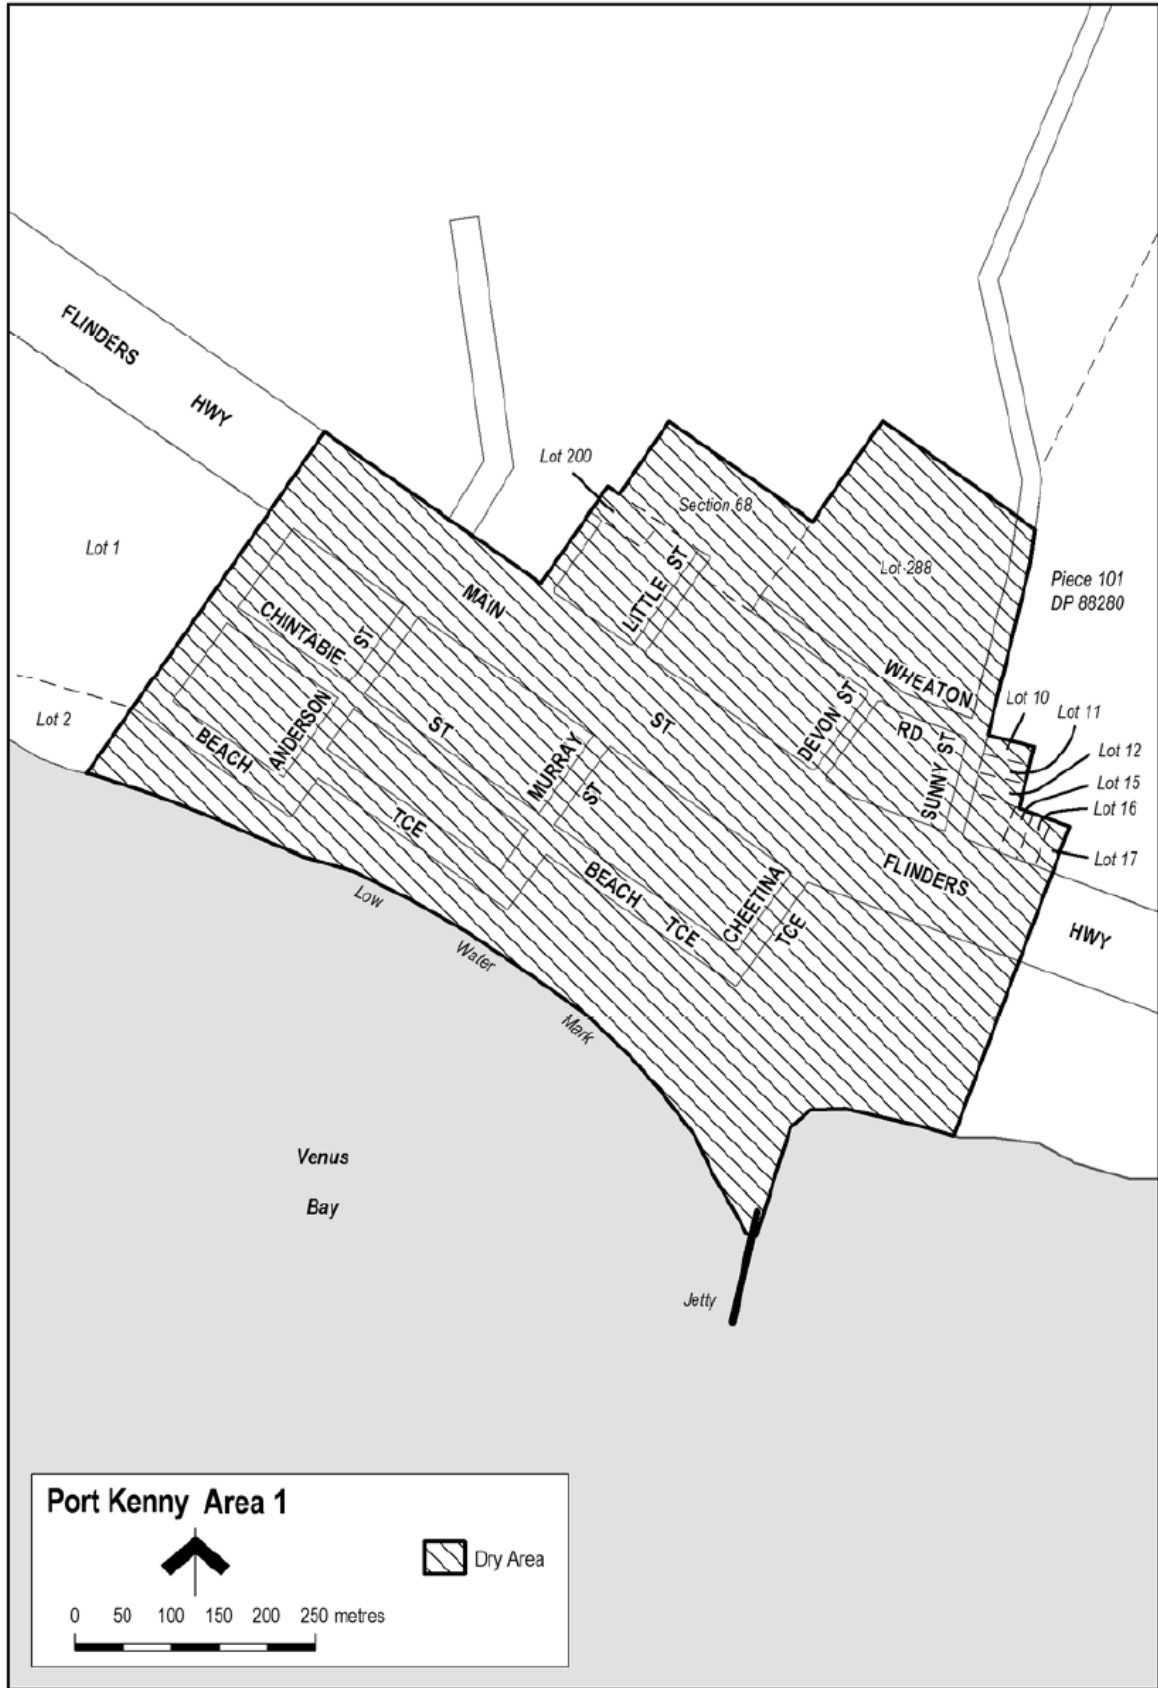 FLINDERS
HWY
Lot 200
Section 68
Lot 1
MAIN
LITTLE ST
Lot 288
Piece 101
DP 88280
CHINTABIE
ST
WHEATON
Lot 10
Lot 11
Lot 2
ST
ANDERSON
ST
DEVON ST
RD
SUNNY ST
Lot 12
BEACH
MURRAY
ST
Lot 15
Lot 16
TCE
Lot 17
FLINDERS
BEACH
CHEETINA
TCE
TCE
HWY
Low
Water
Mark
Venus
Bay
Jetty
Port Kenny Area 1
Dry Area
0 50 100 150 200 250 metres